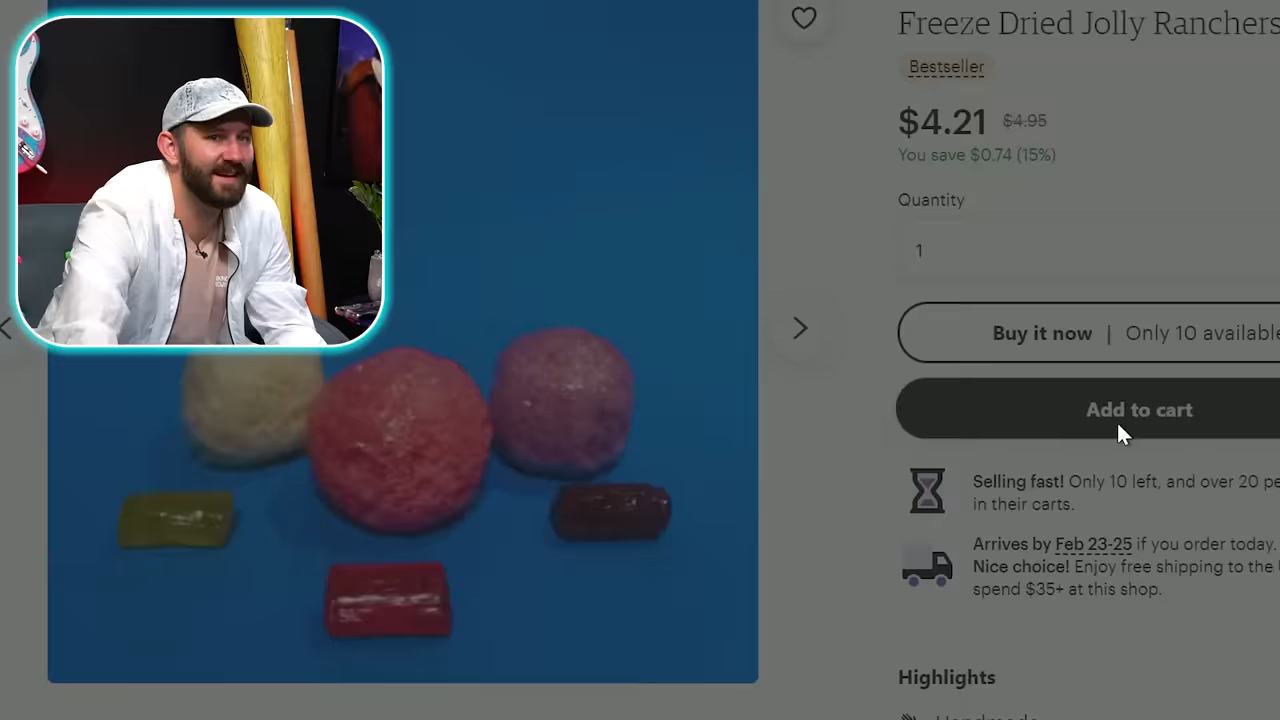 Freeze Dried Jolly Ranchers
Bestseller
$4.21 $4.95
You save $0.74 (15%)
Quantity
1
Buy it now | Only 10 available
Add to cart
Selling fast! Only 10 left, and over 20 pe
in their carts.
Arrives by Feb 23-25 if you order today.
Nice choice! Enjoy free shipping to the
spend $35+ at this shop.
Highlights
Handmade